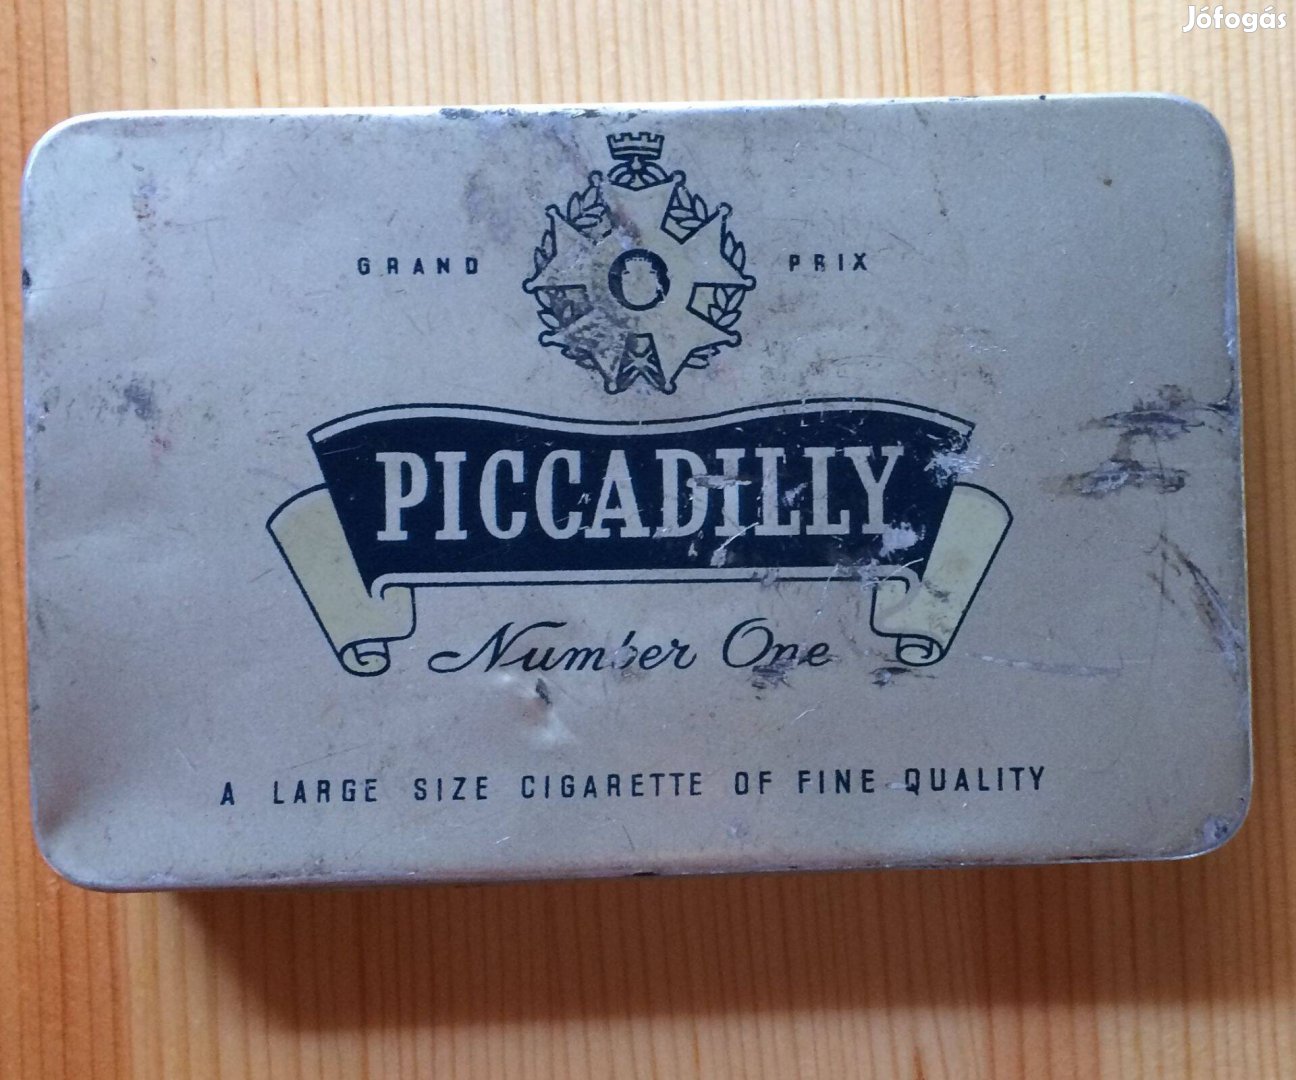 Jófogás
GRAND PRIX
PICCADILLY
Number One
A LARGE SIZE CIGARETTE OF FINE QUALITY